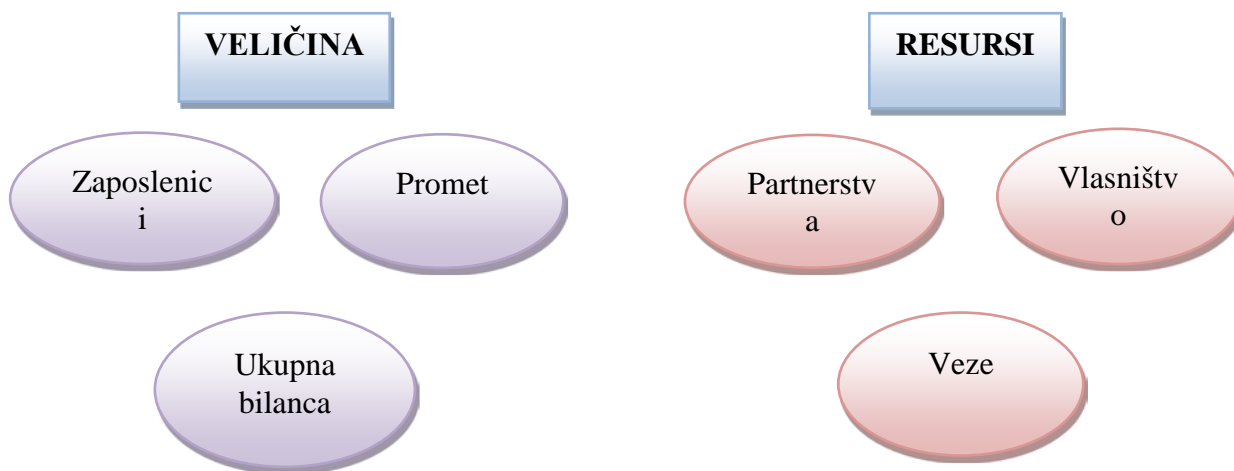 VELIČINA
RESURSI
Zaposlenic
i
Promet
Partnerstv
a
Vlasništv
o
Ukupna
bilanca
Veze